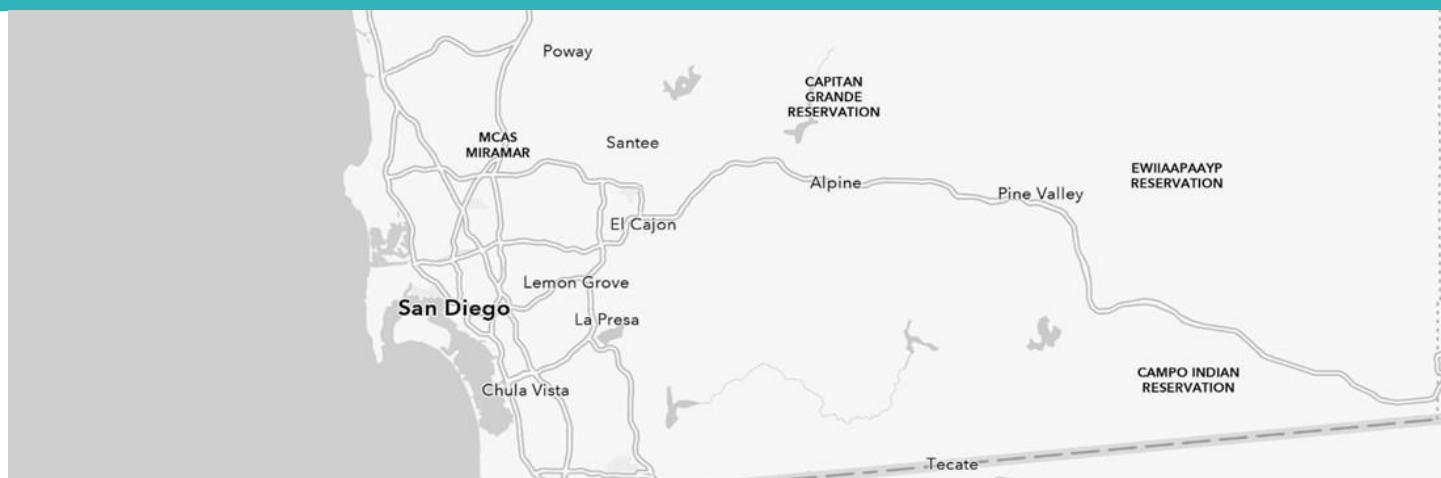 Poway
CAPITAN
GRANDE
RESERVATION
MCAS
MIRAMAR
Santee
EWIIAAPAAYP
RESERVATION
Alpine
Pine Valley
El Cajon
Lemon Grove
San Diego
La Presa
CAMPO INDIAN
RESERVATION
Chula Vista
Tecate